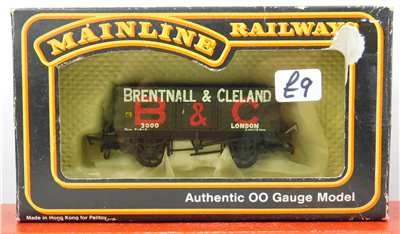 MAINLINE RAILWAYS
£9
BRENTNALL & CLELAND
B & C
3000 LONDON
Authentic OO Gauge Model
Made in Hong Kong for Palitoy